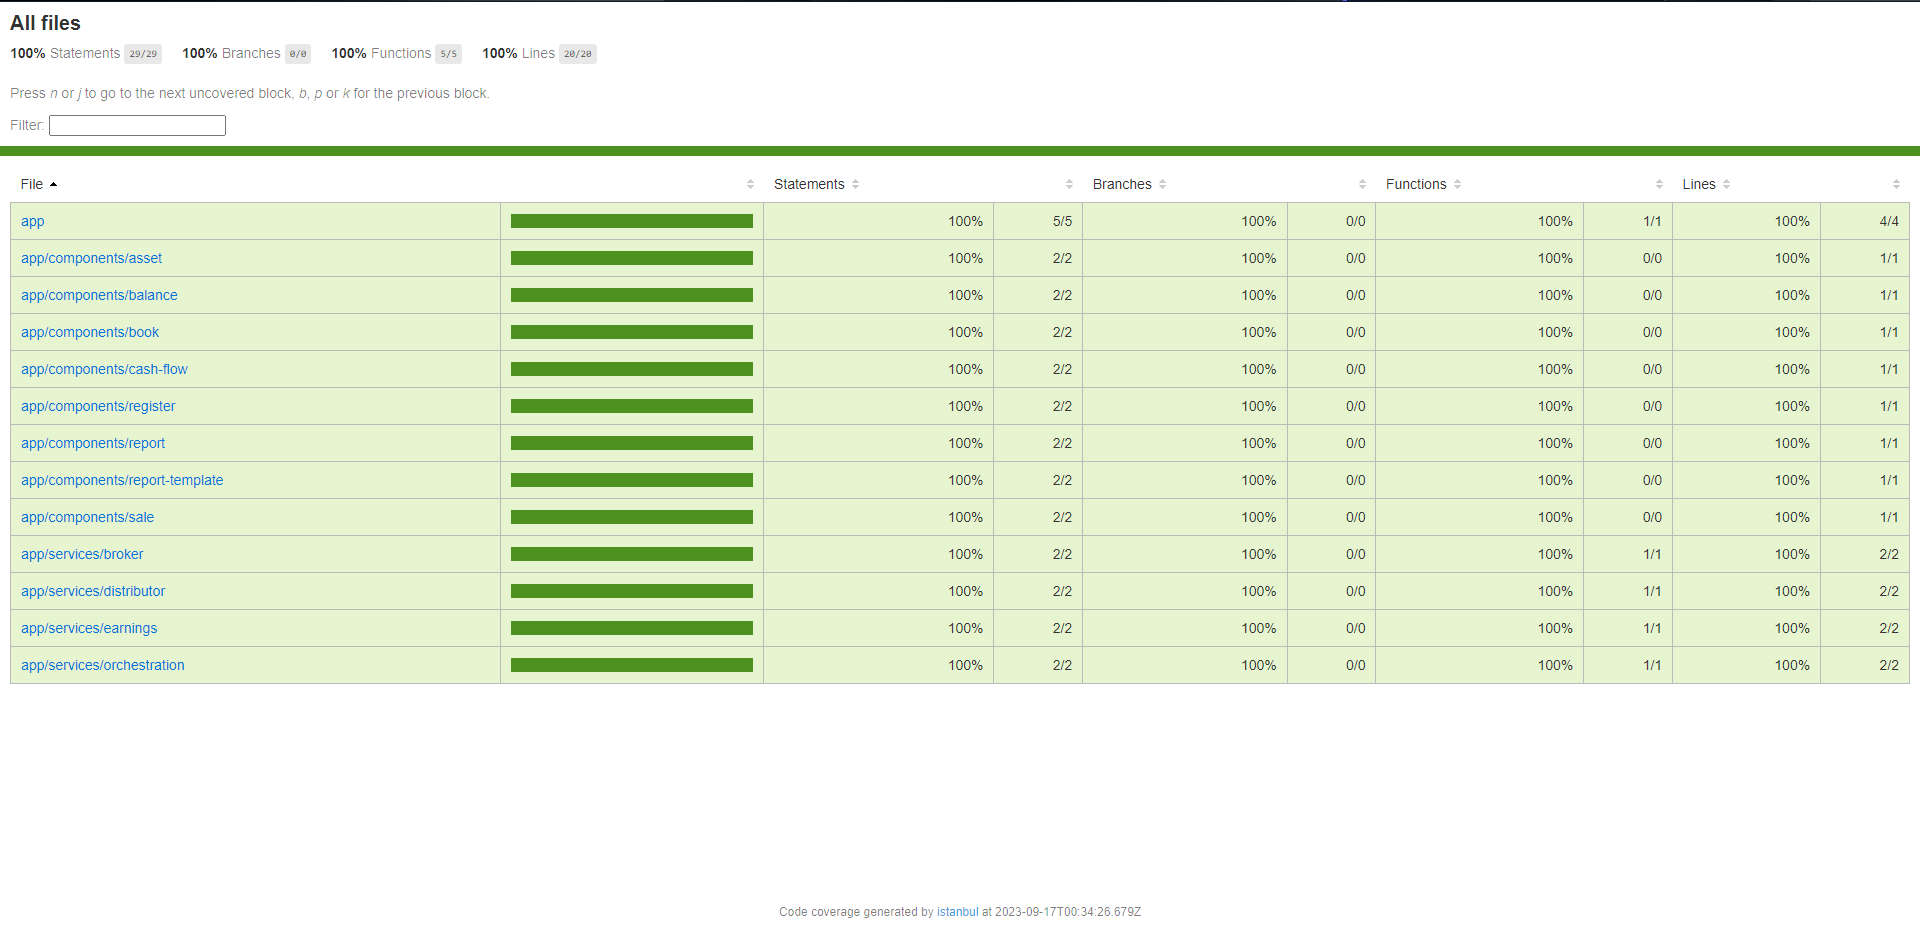 All files
100% Statements 29/29 100% Branches 0/0 100% Functions 5/5 100% Lines 20/20
Press n or j to go to the next uncovered block, b, p or k for the previous block.
Filter:
File Statements Branches Functions Lines
app 100% 5/5 100% 0/0 100% 1/1 100% 4/4
app/components/asset 100% 2/2 100% 0/0 100% 0/0 100% 1/1
app/components/balance 100% 2/2 100% 0/0 100% 0/0 100% 1/1
app/components/book 100% 2/2 100% 0/0 100% 0/0 100% 1/1
app/components/cash-flow 100% 2/2 100% 0/0 100% 0/0 100% 1/1
app/components/register 100% 2/2 100% 0/0 100% 0/0 100% 1/1
app/components/report 100% 2/2 100% 0/0 100% 0/0 100% 1/1
app/components/report-template 100% 2/2 100% 0/0 100% 0/0 100% 1/1
app/components/sale 100% 2/2 100% 0/0 100% 0/0 100% 1/1
app/services/broker 100% 2/2 100% 0/0 100% 1/1 100% 2/2
app/services/distributor 100% 2/2 100% 0/0 100% 1/1 100% 2/2
app/services/earnings 100% 2/2 100% 0/0 100% 1/1 100% 2/2
app/services/orchestration 100% 2/2 100% 0/0 100% 1/1 100% 2/2
Code coverage generated by istanbul at 2023-09-17T00:34:26.679Z